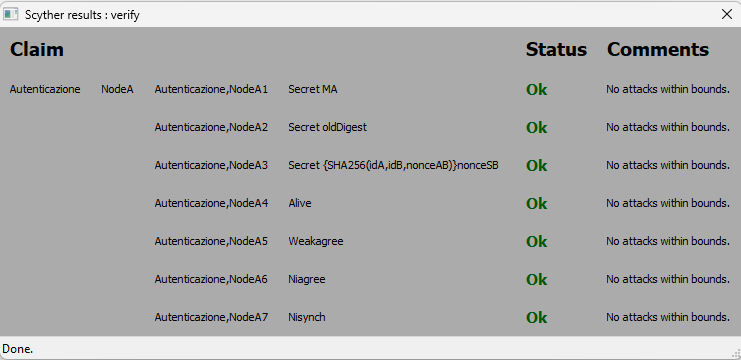 Scyther results : verify
Claim Status Comments
Autenticazione NodeA Autenticazione,NodeA1 Secret MA Ok No attacks within bounds.
Autenticazione,NodeA2 Secret oldDigest Ok No attacks within bounds.
Autenticazione,NodeA3 Secret {SHA256(idA,idB,nonceAB)}nonceSB Ok No attacks within bounds.
Autenticazione,NodeA4 Alive Ok No attacks within bounds.
Autenticazione,NodeA5 Weakagree Ok No attacks within bounds.
Autenticazione,NodeA6 Niagree Ok No attacks within bounds.
Autenticazione,NodeA7 Nisynch Ok No attacks within bounds.
Done.